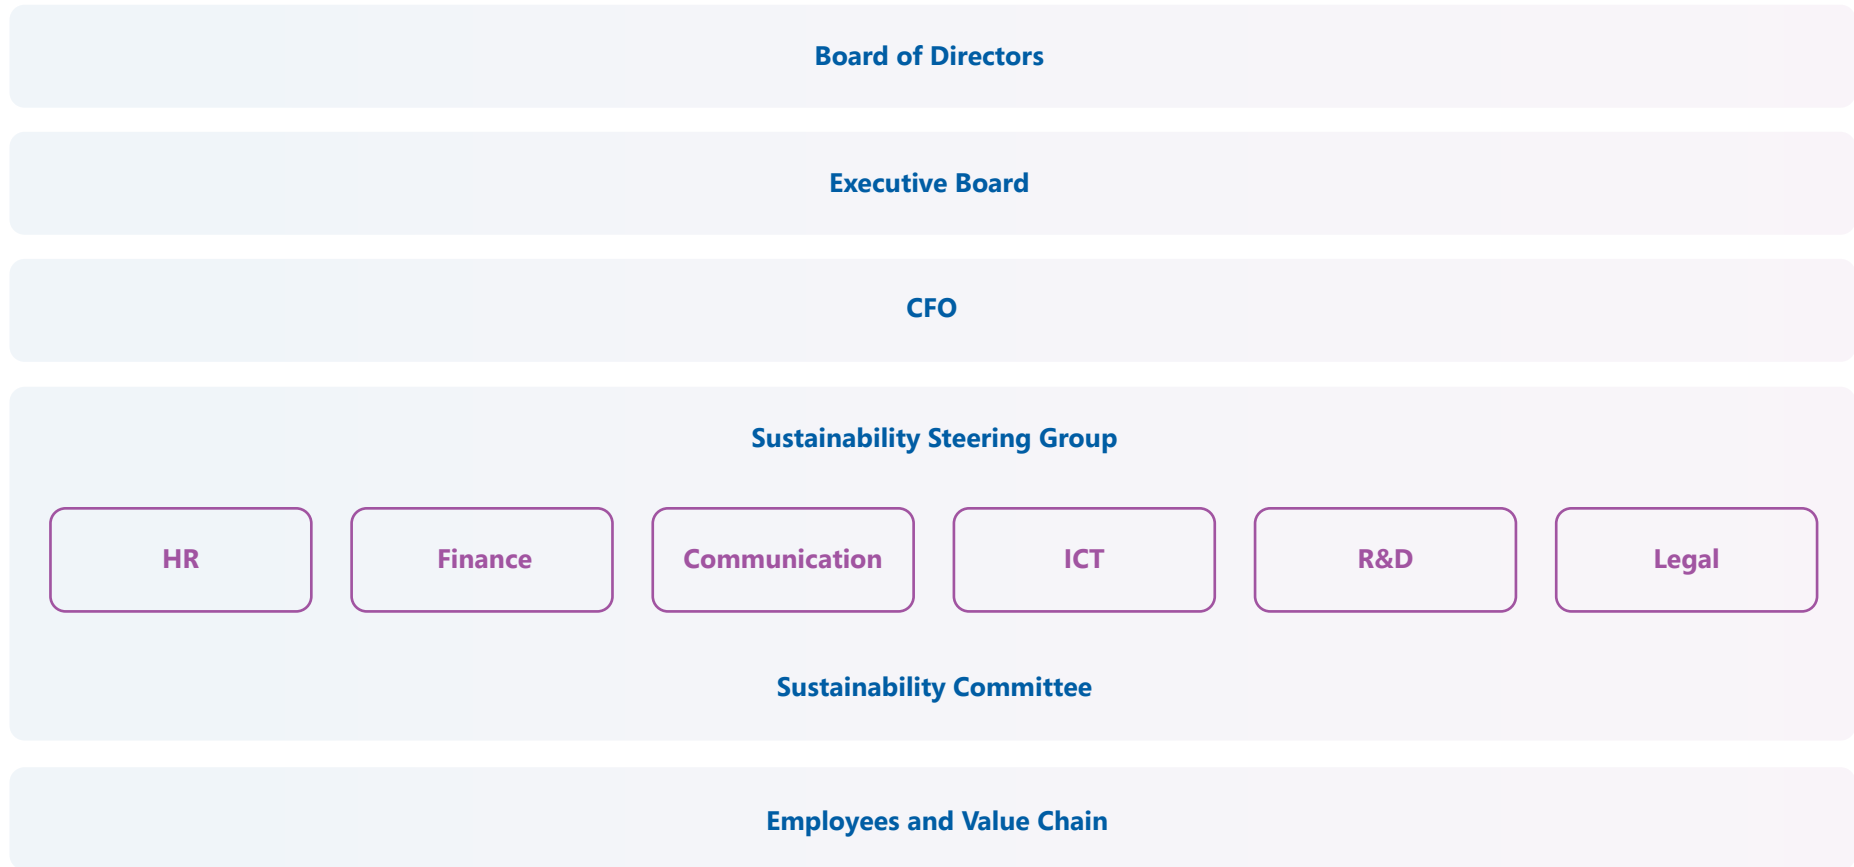 Board of Directors
Executive Board
CFO
Sustainability Steering Group
HR
Finance
Communication
ICT
R&D
Legal
Sustainability Committee
Employees and Value Chain